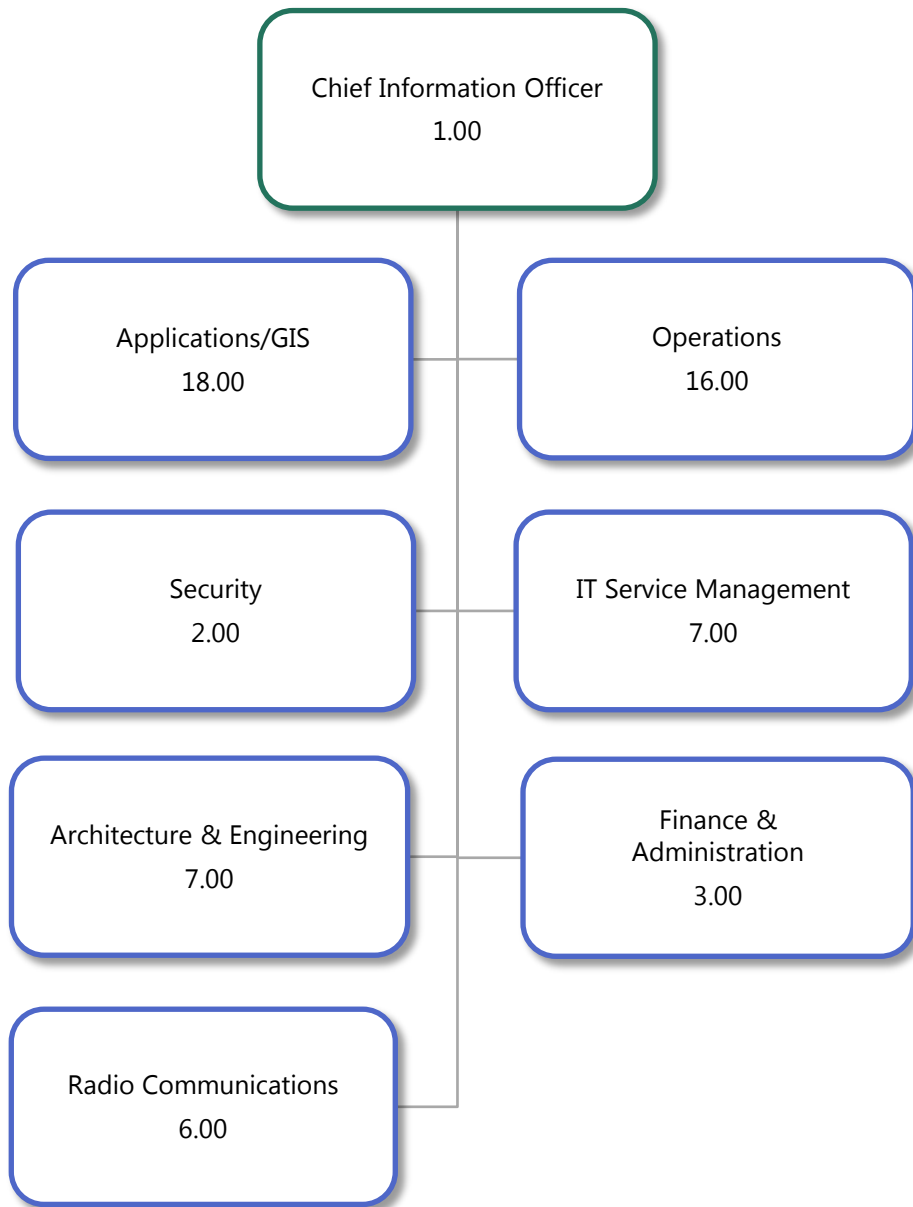 Chief Information Officer
1.00
Applications/GIS
18.00
Operations
16.00
Security
2.00
IT Service Management
7.00
Architecture & Engineering
7.00
Finance &
Administration
3.00
Radio Communications
6.00